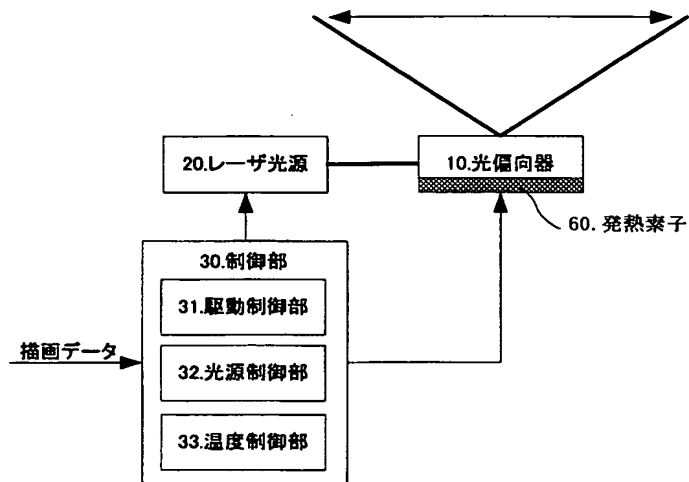 20.レーザ光源
10.光偏向器
60.発熱素子
30.制御部
31.駆動制御部
描画データ
32.光源制御部
33.温度制御部